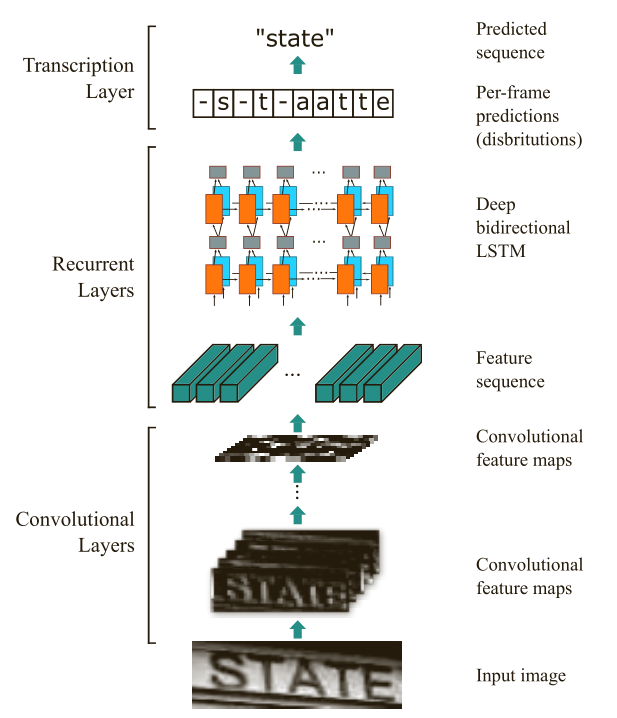 "state"
Predicted
sequence
Transcription
Layer
-s-t-aatte
Per-frame
predictions
(disbritutions)
Recurrent
Layers
...
Deep
bidirectional
LSTM
...
Feature
sequence
Convolutional
feature maps
Convolutional
Layers
STATE
Convolutional
feature maps
STATE
Input image